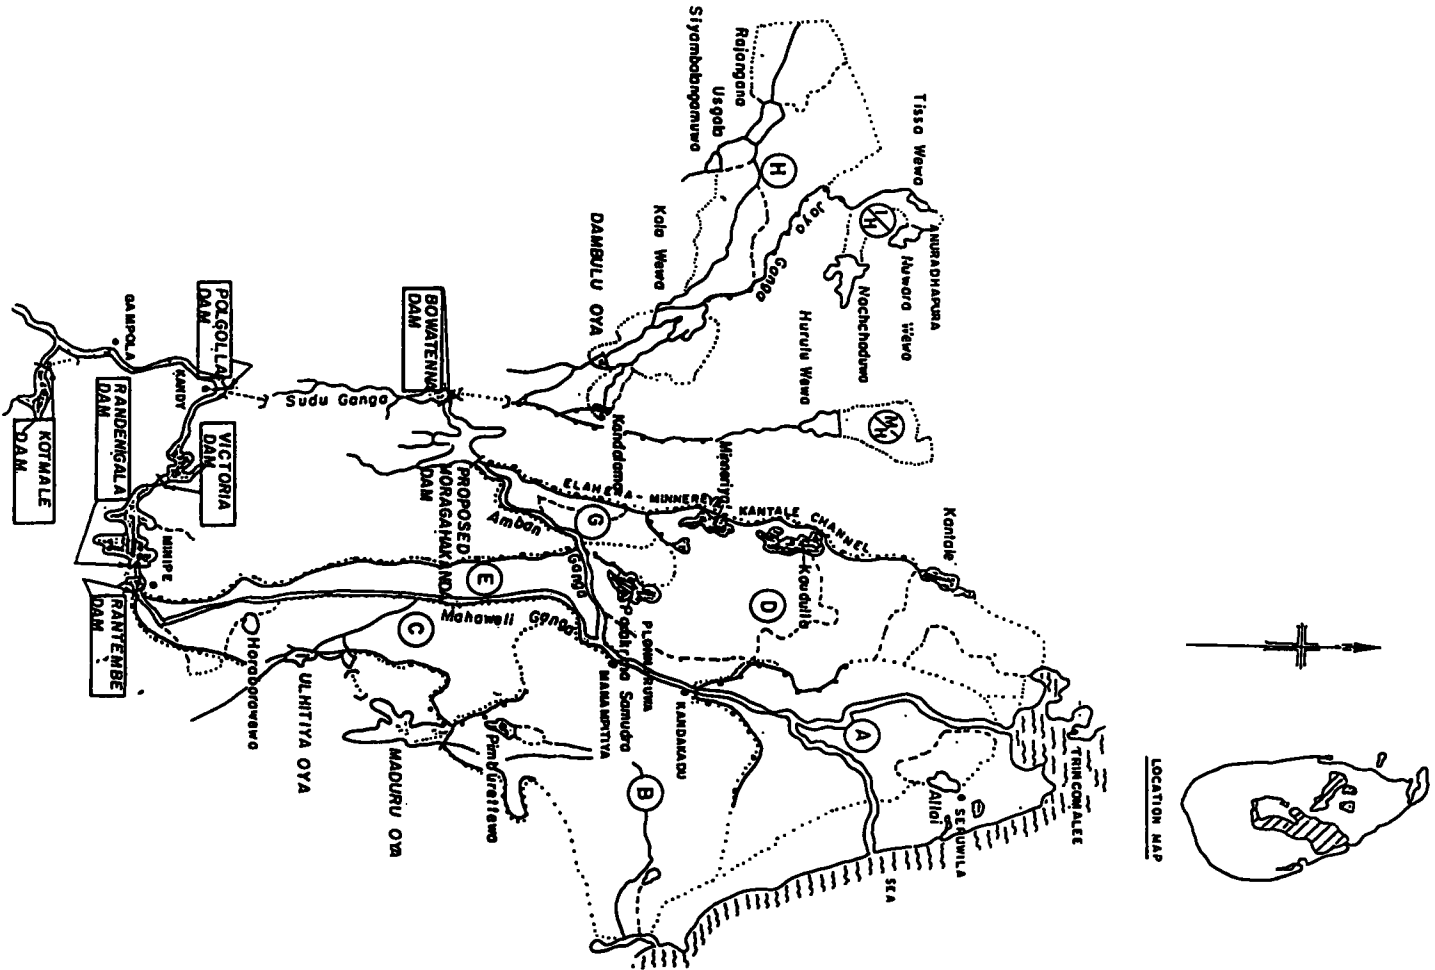 Siyambalangamuwa
Rajangana
Usgala
Tissa Wewa
H
Jaya
Ganga
I/H
ANURADHAPURA
Nuwara Wewa
Nachchaduwa
Kala Wewa
DAMBULU OYA
Hurulu Wewa
M/H
POLGOLLA
DAM
BOWATENNA
DAM
GAMPOLA
KANDY
Sudu Ganga
KOTMALE
DAM
RANDENIGALA
DAM
VICTORIA
DAM
MINIPE
RANTEMBE
DAM
PROPOSED
MORAGAHAKANDA
DAM
Kandalama
Minneriya
ELAHERA - MINNEREYA - KANTALE CHANNEL
Kantale
Amban
Ganga
G
E
C
D
A
B
Kaudulla
Mahaweli Ganga
Parakrama Samudra
POLONNARUWA
MANAMPITIYA
KANDAKADU
Horabarawewa
ULHITIYA OYA
MADURU OYA
Pimburettewa
Allai
SERUWILA
SEA
TRINCOMALEE
N
LOCATION MAP